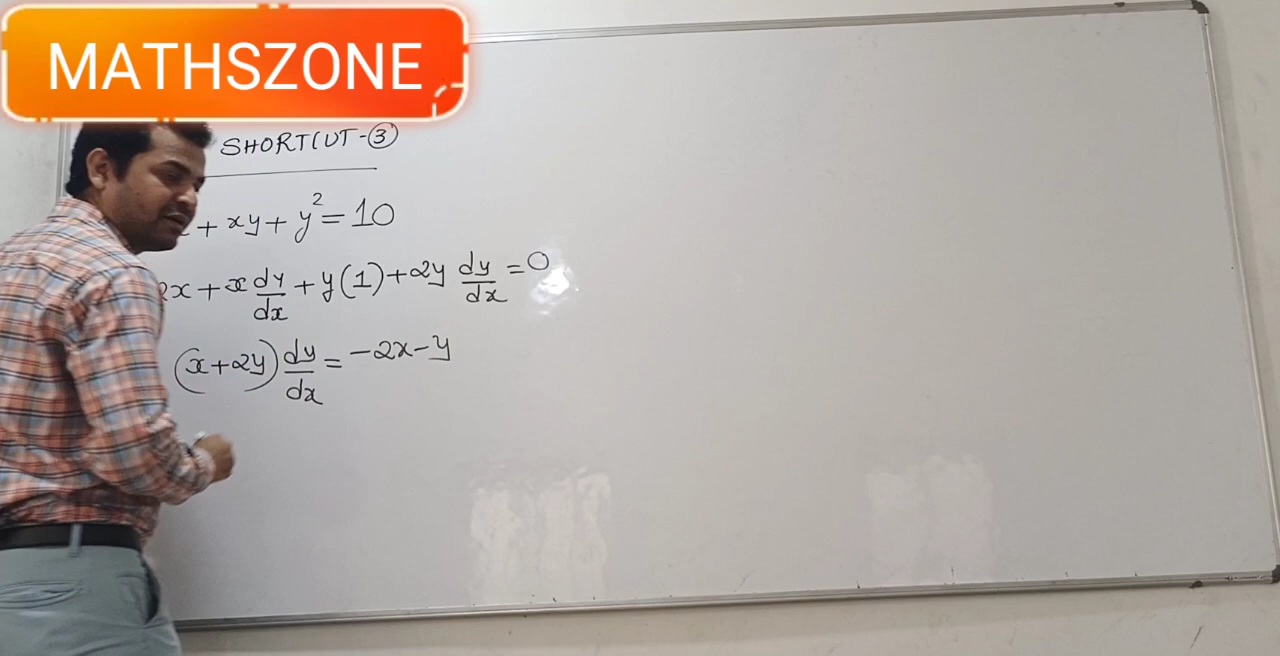 MATHSZONE
SHORTCUT-③
+ xy + y² = 10
2x + x dy/dx + y(1) + 2y dy/dx = 0
(x+2y) dy/dx = -2x-y